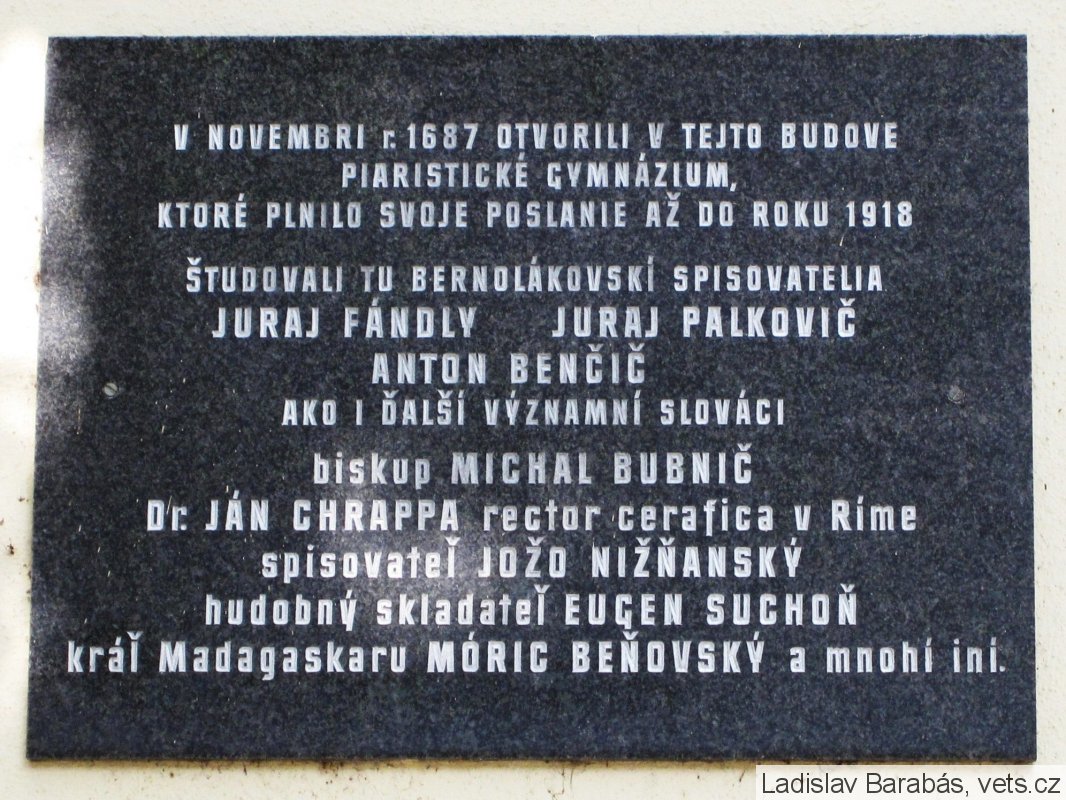 V NOVEMBRI r. 1687 OTVORILI V TEJTO BUDOVE
PIARISTICKÉ GYMNÁZIUM,
KTORÉ PLNILO SVOJE POSLANIE AŽ DO ROKU 1918
ŠTUDOVALI TU BERNOLÁKOVSKÍ SPISOVATELIA
JURAJ FÁNDLY JURAJ PALKOVIČ
ANTON BENČIČ
AKO I ĎALŠÍ VÝZNAMNÍ SLOVÁCI
biskup MICHAL BUBNIČ
Dr. JÁN CHRAPPA rector cerafica v Ríme
spisovateľ JOŽO NIŽŇANSKÝ
hudobný skladateľ EUGEN SUCHOŇ
kráľ Madagaskaru MÓRIC BEŇOVSKÝ a mnohí iní.
Ladislav Barabás, vets.cz